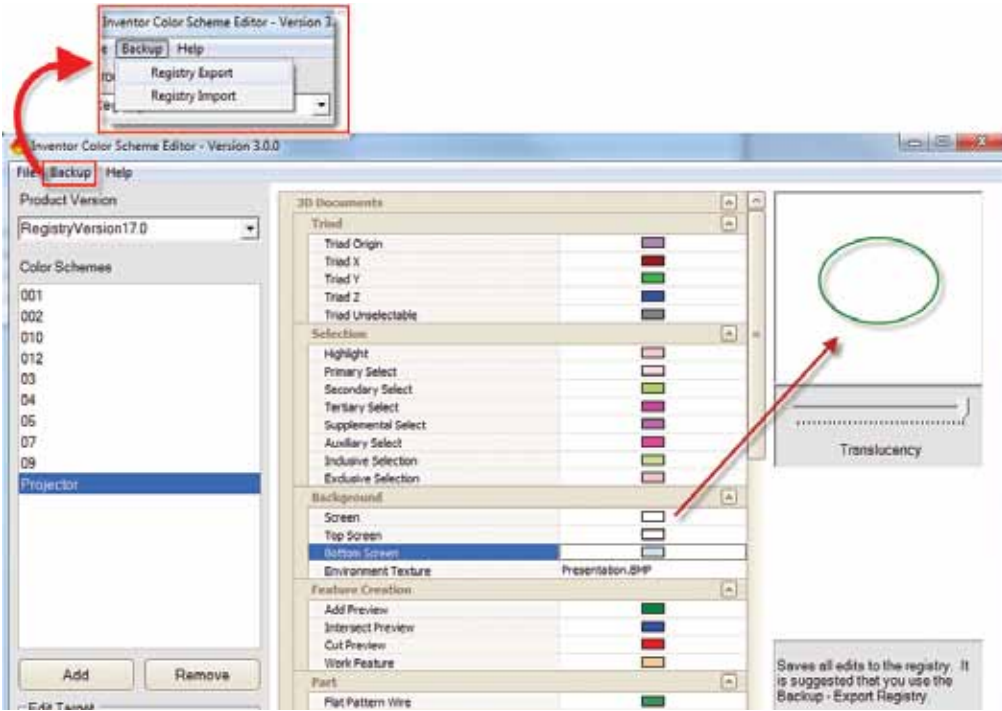 Inventor Color Scheme Editor - Version 3.
Backup Help
Registry Export
Registry Import
Inventor Color Scheme Editor - Version 3.0.0
File Backup Help
Product Version
RegistryVersion17.0
Color Schemes
001
002
010
012
03
04
05
07
09
Projector
Add Remove
Edit Target
3D Documents
Triad
Triad Origin
Triad X
Triad Y
Triad Z
Triad Unselectable
Selection
Highlight
Primary Select
Secondary Select
Tertiary Select
Supplemental Select
Auxiliary Select
Inclusive Selection
Exclusive Selection
Background
Screen
Top Screen
Bottom Screen
Environment Texture Presentation.BMP
Feature Creation
Add Preview
Intersect Preview
Cut Preview
Work Feature
Part
Flat Pattern Wire
Translucency
Saves all edits to the registry. It
is suggested that you use the
Backup - Export Registry.